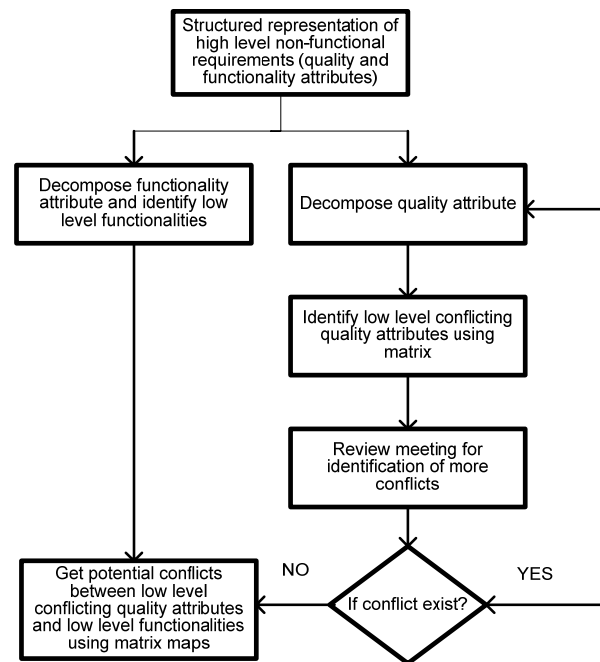 Structured representation of
high level non-functional
requirements (quality and
functionality attributes)
Decompose functionality
attribute and identify low
level functionalities
Decompose quality attribute
Identify low level conflicting
quality attributes using
matrix
Review meeting for
identification of more
conflicts
Get potential conflicts
between low level
conflicting quality attributes
and low level functionalities
using matrix maps
NO
If conflict exist?
YES